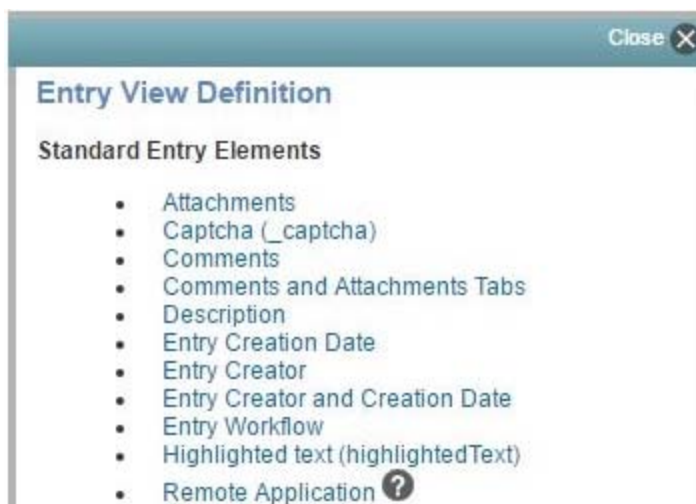 Close
Entry View Definition
Standard Entry Elements
Attachments
Captcha (_captcha)
Comments
Comments and Attachments Tabs
Description
Entry Creation Date
Entry Creator
Entry Creator and Creation Date
Entry Workflow
Highlighted text (highlightedText)
Remote Application ?